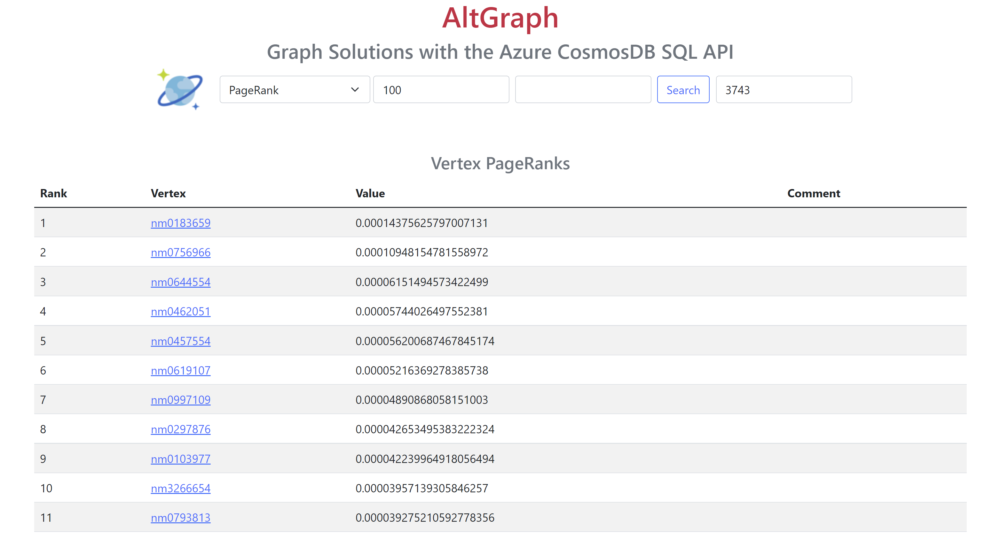 AltGraph
Graph Solutions with the Azure CosmosDB SQL API
PageRank 100 Search 3743
Vertex PageRanks
Rank Vertex Value Comment
1 nm0183659 0.00014375625797007131
2 nm0756966 0.00010948154781558972
3 nm0644554 0.00006151494573422499
4 nm0462051 0.00005744026497552381
5 nm0457554 0.000056200687467845174
6 nm0619107 0.00005216369278385738
7 nm0997109 0.00004890868058151003
8 nm0297876 0.000042653495383222324
9 nm0103977 0.000042239964918056494
10 nm3266654 0.00003957139305846257
11 nm0793813 0.000039275210592778356